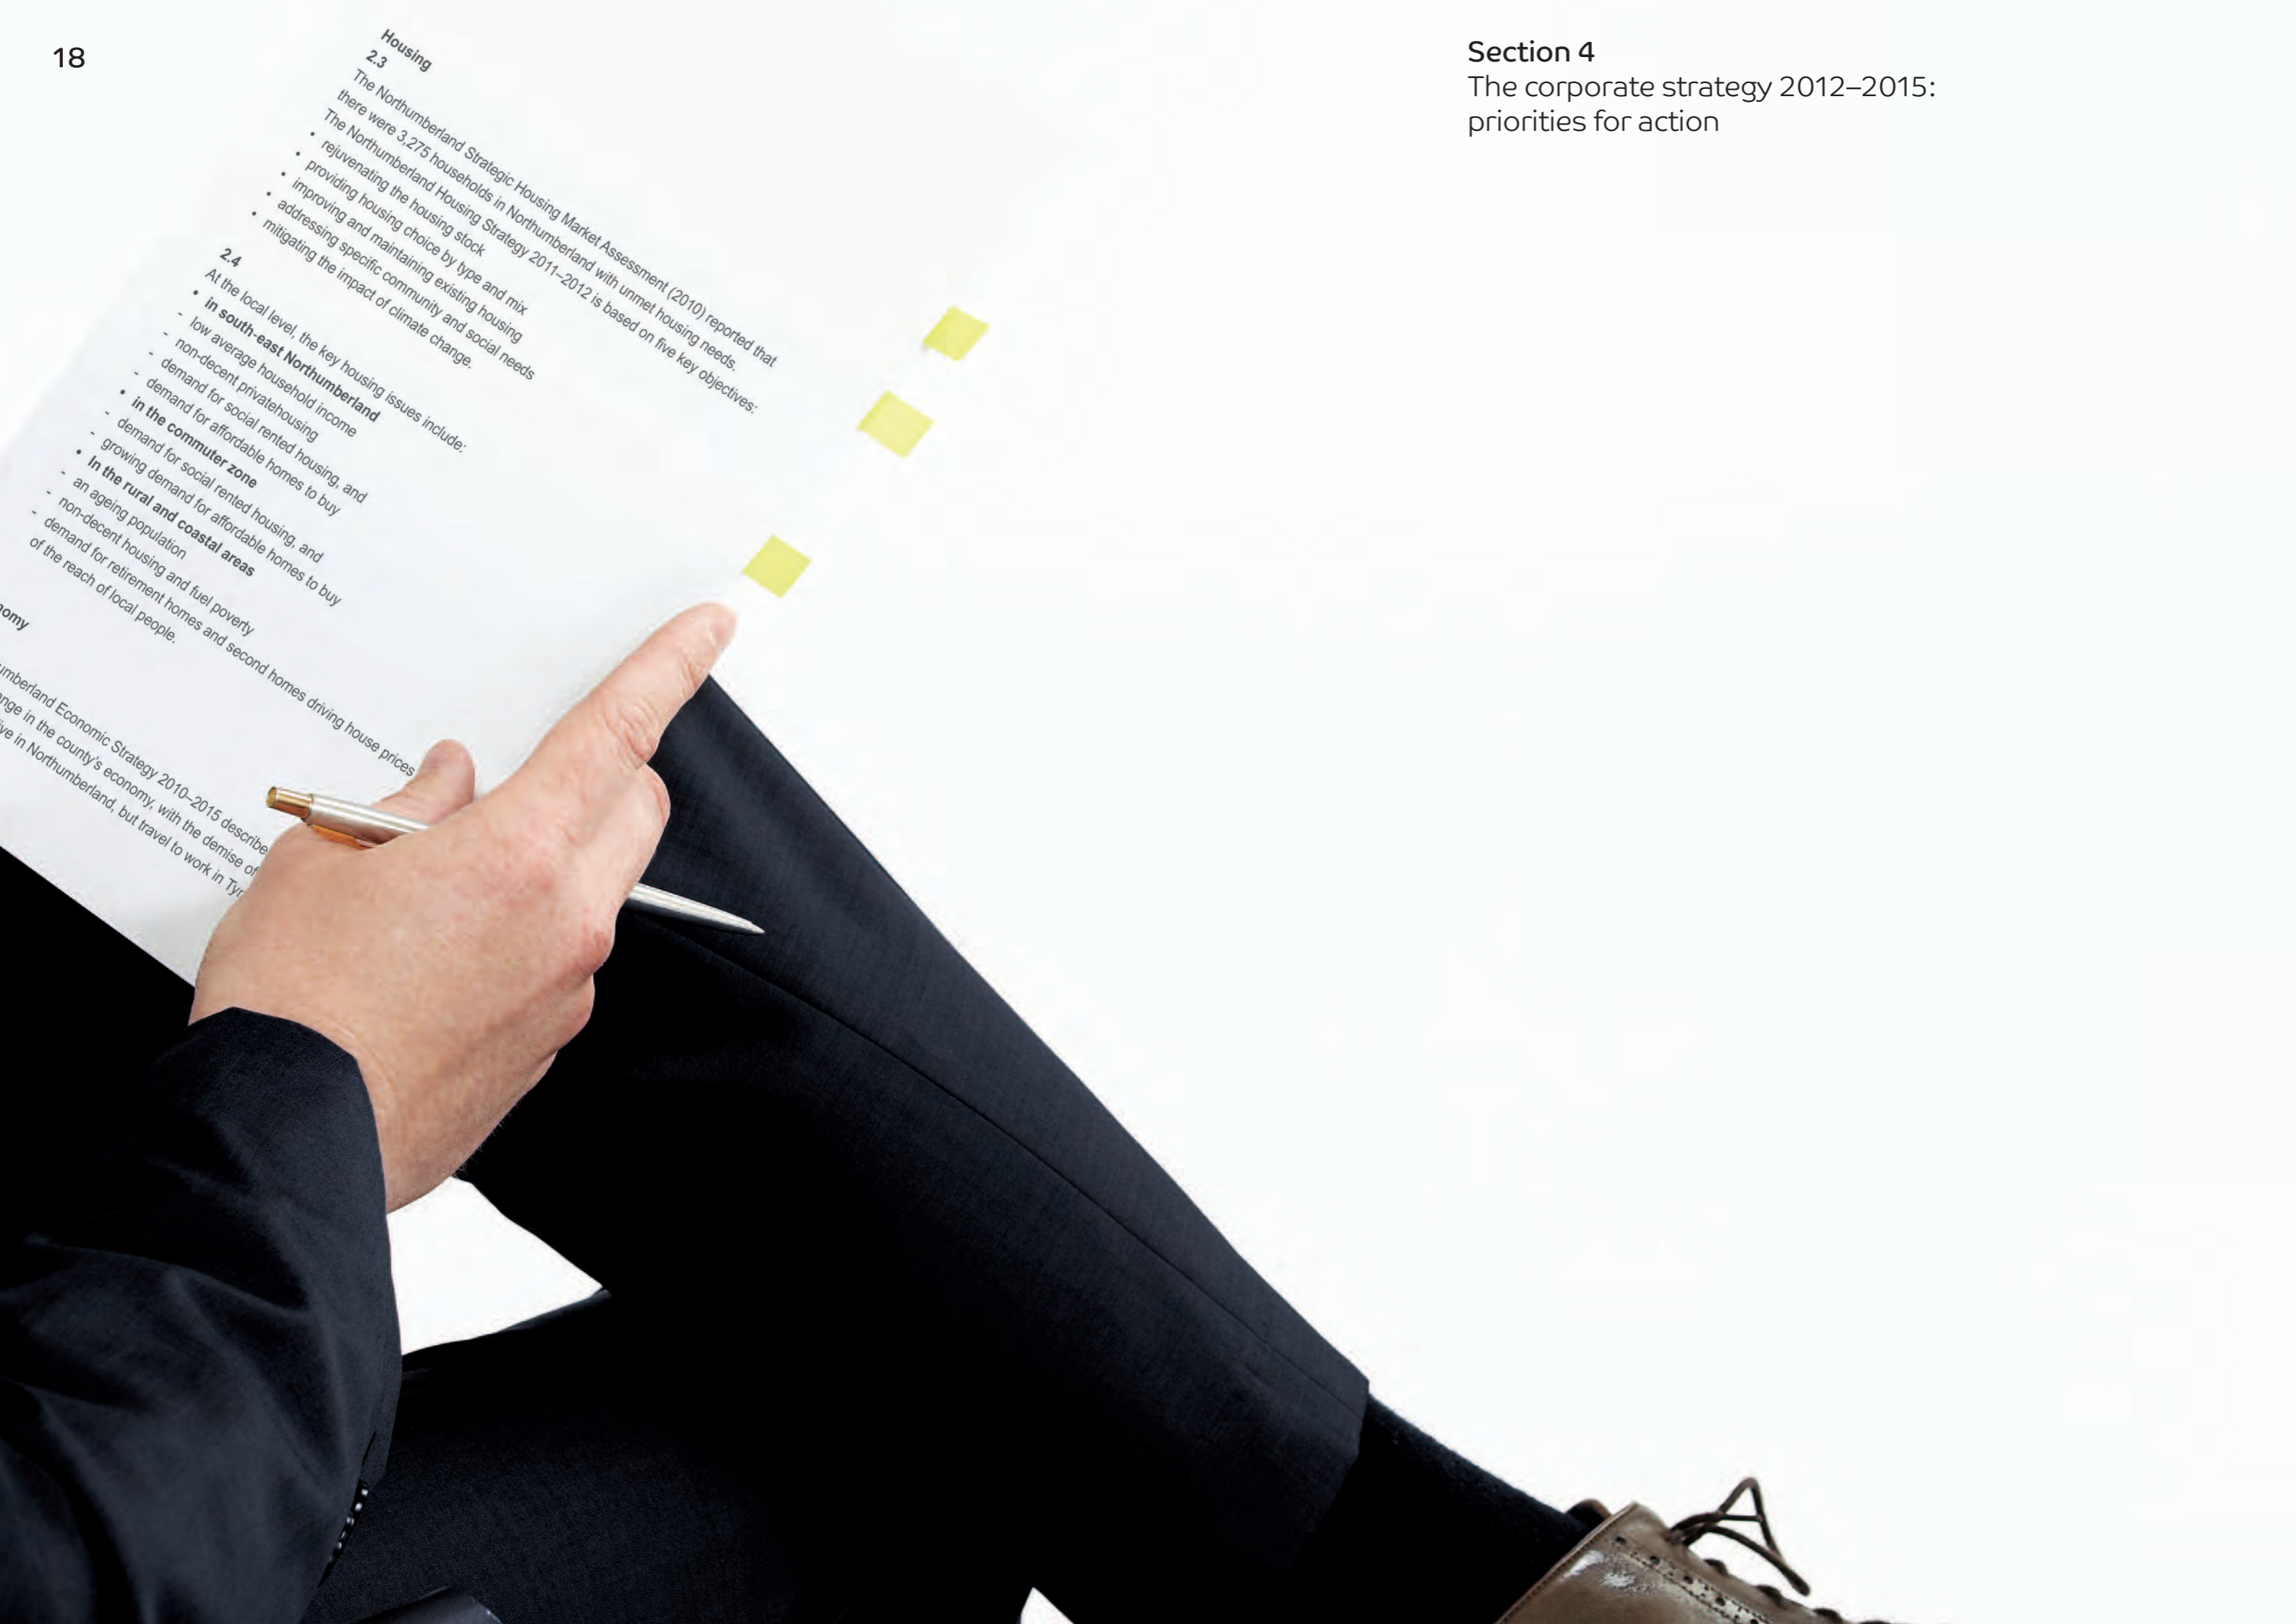 18
Section 4
The corporate strategy 2012–2015:
priorities for action
Housing
2.3
The Northumberland Strategic Housing Market Assessment (2010) reported that
there were 3,275 households in Northumberland with unmet housing needs.
The Northumberland Housing Strategy 2011–2012 is based on five key objectives:
• rejuvenating the housing stock
• providing housing choice by type and mix
• improving and maintaining existing housing
• addressing specific community and social needs
• mitigating the impact of climate change.
2.4
At the local level, the key housing issues include:
• in south-east Northumberland
- low average household income
- non-decent privatehousing
- demand for social rented housing, and
- demand for affordable homes to buy
• in the commuter zone
- demand for social rented housing, and
- growing demand for affordable homes to buy
• In the rural and coastal areas
- an ageing population
- non-decent housing and fuel poverty
- demand for retirement homes and second homes driving house prices
of the reach of local people.
omy
umberland Economic Strategy 2010–2015 describe
nge in the county's economy, with the demise of
ve in Northumberland, but travel to work in Tyn